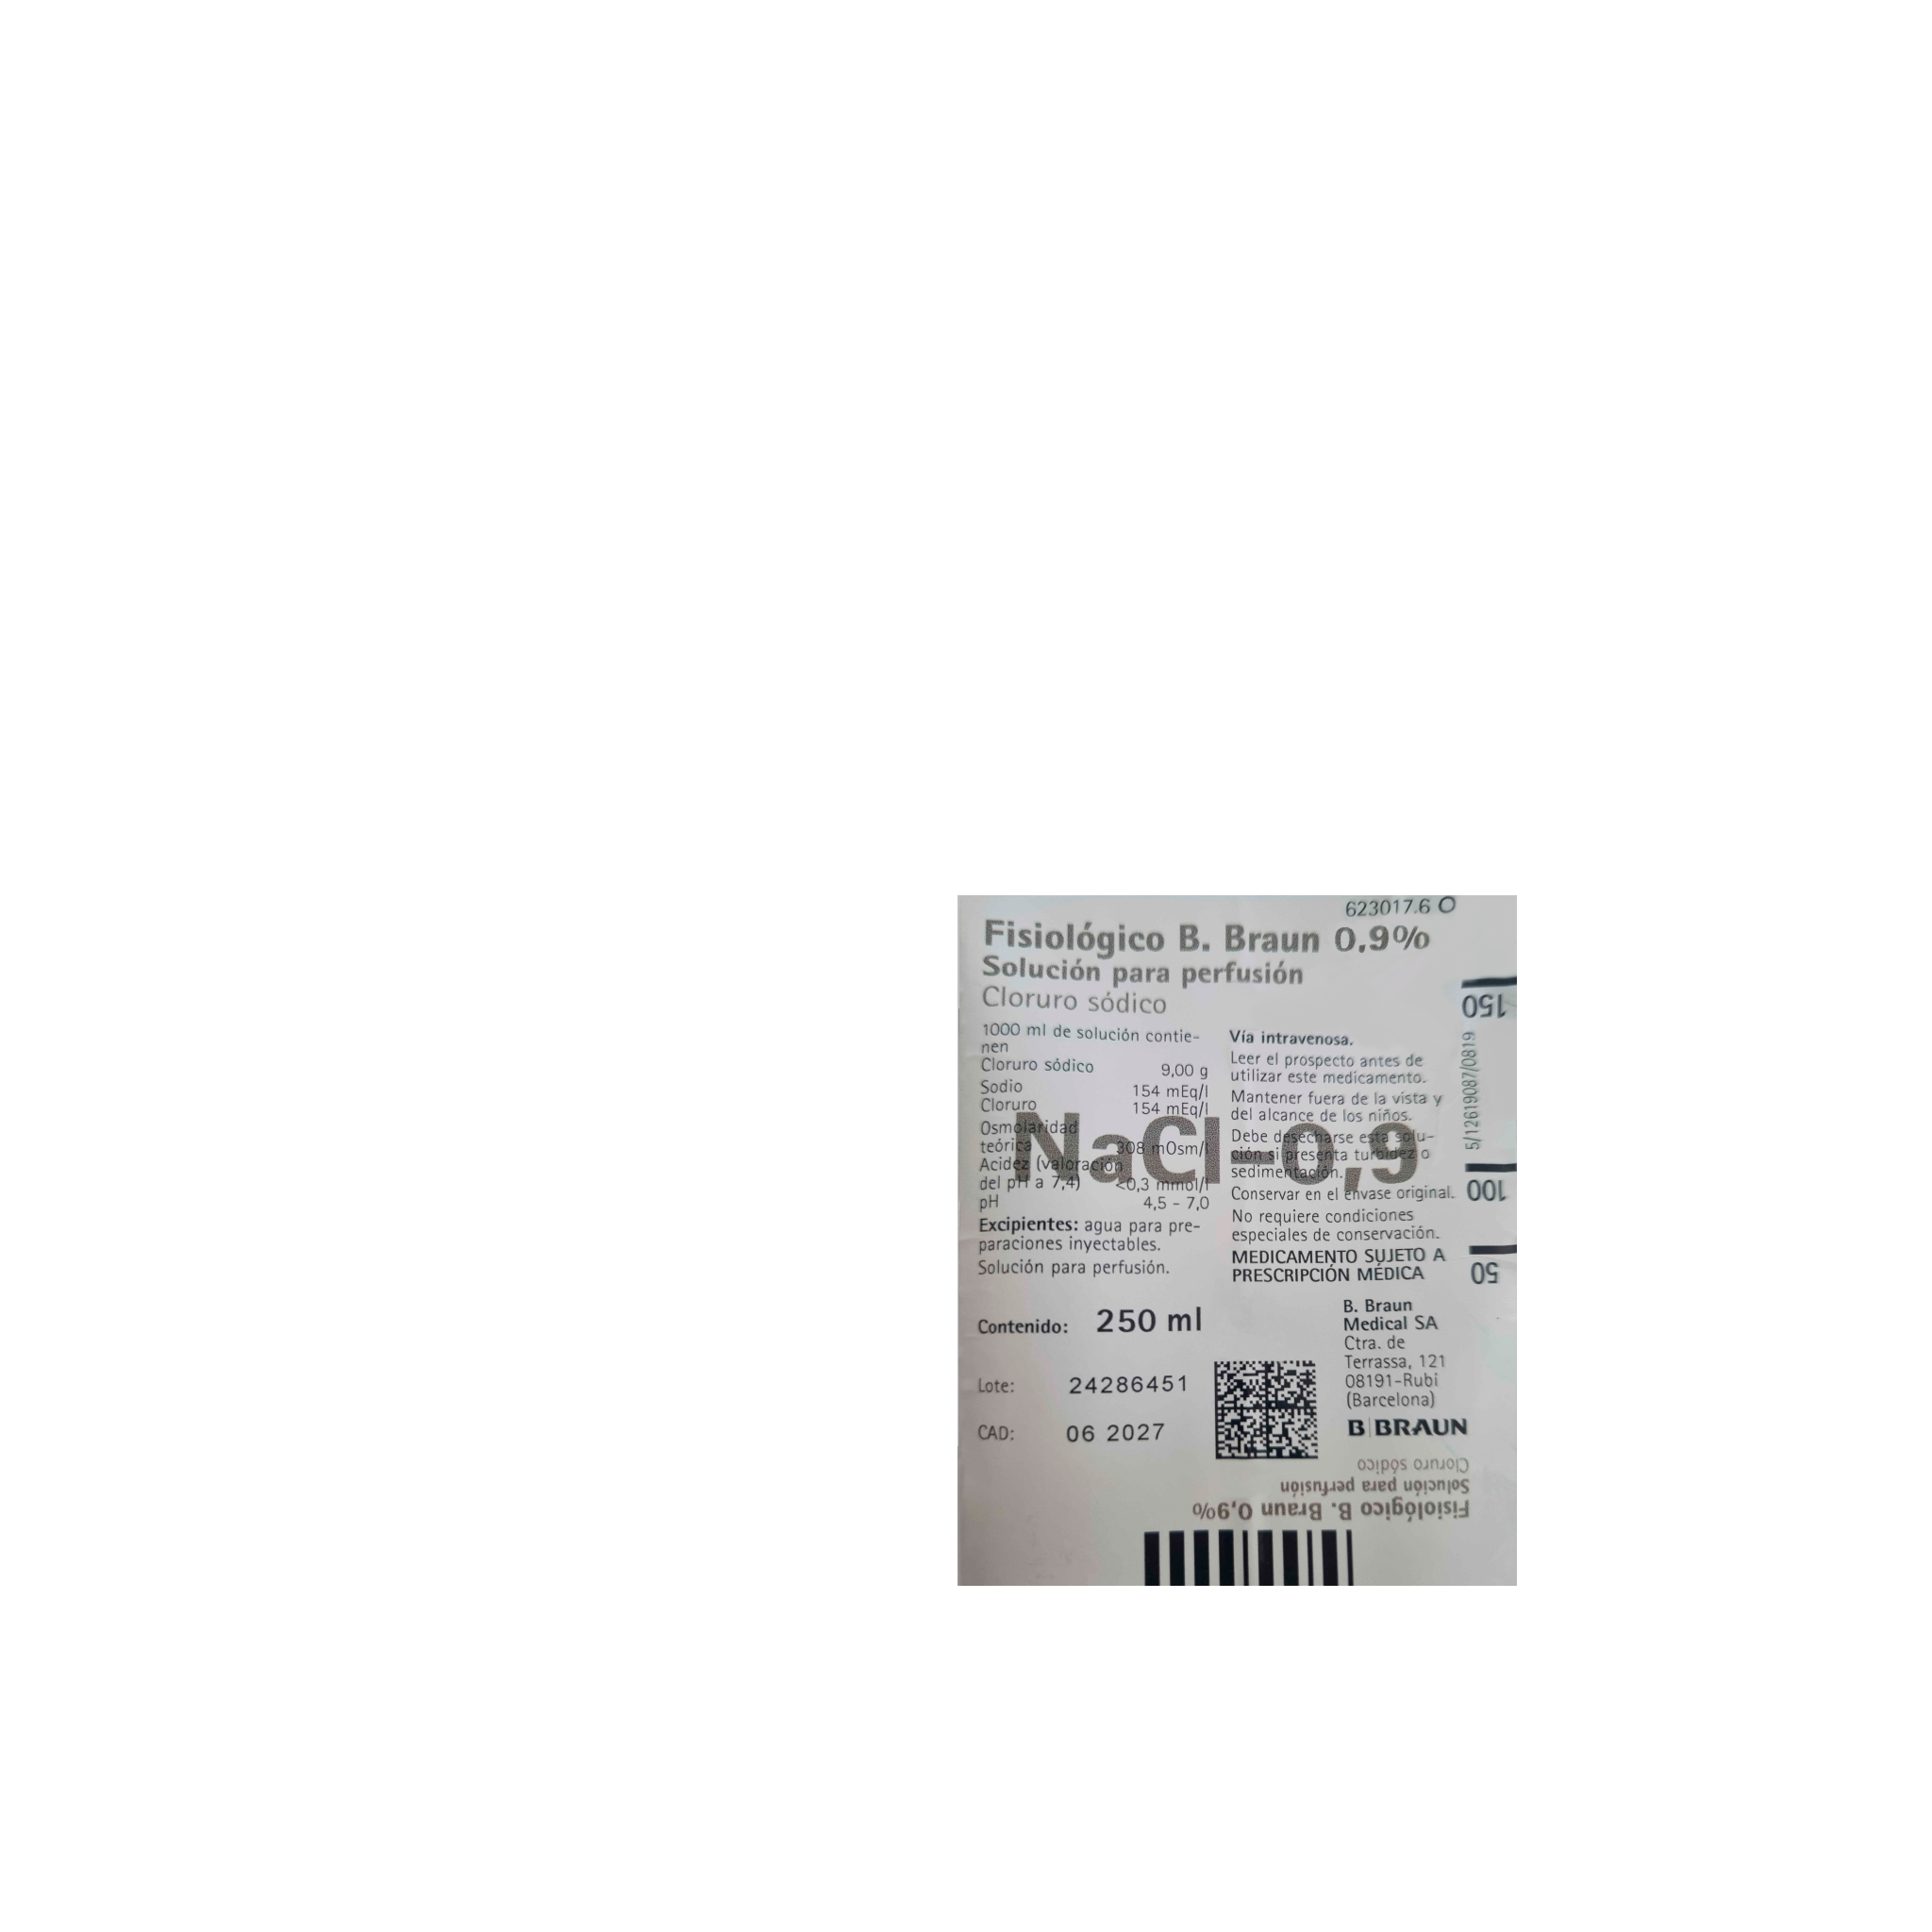 623017.6
Fisiológico B. Braun 0,9%
Solución para perfusión
Cloruro sódico
1000 ml de solución contie-
nen
Cloruro sódico 9,00 g
Sodio 154 mEq/l
Cloruro 154 mEq/l
Osmolaridad
teórica 308 mOsm/l
Acidez (valoración
del pH a 7,4) <0,3 mmol/l
pH 4,5 - 7,0
Excipientes: agua para pre-
paraciones inyectables.
Solución para perfusión.
NaCl-0,9
Vía intravenosa.
Leer el prospecto antes de
utilizar este medicamento.
Mantener fuera de la vista y
del alcance de los niños.
Debe desecharse esta solu-
ción si presenta turbidez o
sedimentación.
Conservar en el envase original.
No requiere condiciones
especiales de conservación.
MEDICAMENTO SUJETO A
PRESCRIPCIÓN MÉDICA
150
5/12619087/0819
100
50
Contenido: 250 ml
Lote: 24286451
CAD: 06 2027
B. Braun
Medical SA
Ctra. de
Terrassa, 121
08191-Rubí
(Barcelona)
B BRAUN
Fisiológico B. Braun 0,9%
Solución para perfusión
Cloruro sódico